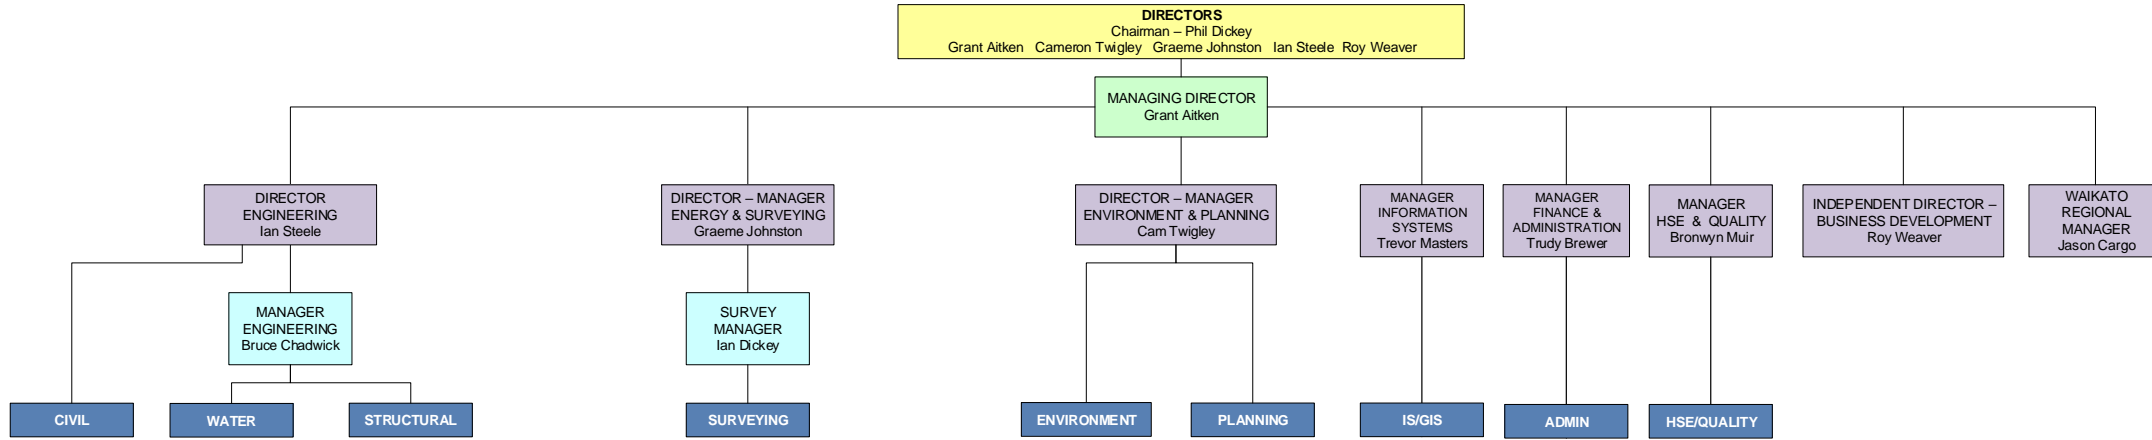 DIRECTORS
Chairman – Phil Dickey
Grant Aitken Cameron Twigley Graeme Johnston Ian Steele Roy Weaver
MANAGING DIRECTOR
Grant Aitken
DIRECTOR
ENGINEERING
Ian Steele
DIRECTOR – MANAGER
ENERGY & SURVEYING
Graeme Johnston
DIRECTOR – MANAGER
ENVIRONMENT & PLANNING
Cam Twigley
MANAGER
INFORMATION
SYSTEMS
Trevor Masters
MANAGER
FINANCE &
ADMINISTRATION
Trudy Brewer
MANAGER
HSE & QUALITY
Bronwyn Muir
INDEPENDENT DIRECTOR –
BUSINESS DEVELOPMENT
Roy Weaver
WAIKATO
REGIONAL
MANAGER
Jason Cargo
MANAGER
ENGINEERING
Bruce Chadwick
SURVEY
MANAGER
Ian Dickey
CIVIL
WATER
STRUCTURAL
SURVEYING
ENVIRONMENT
PLANNING
IS/GIS
ADMIN
HSE/QUALITY